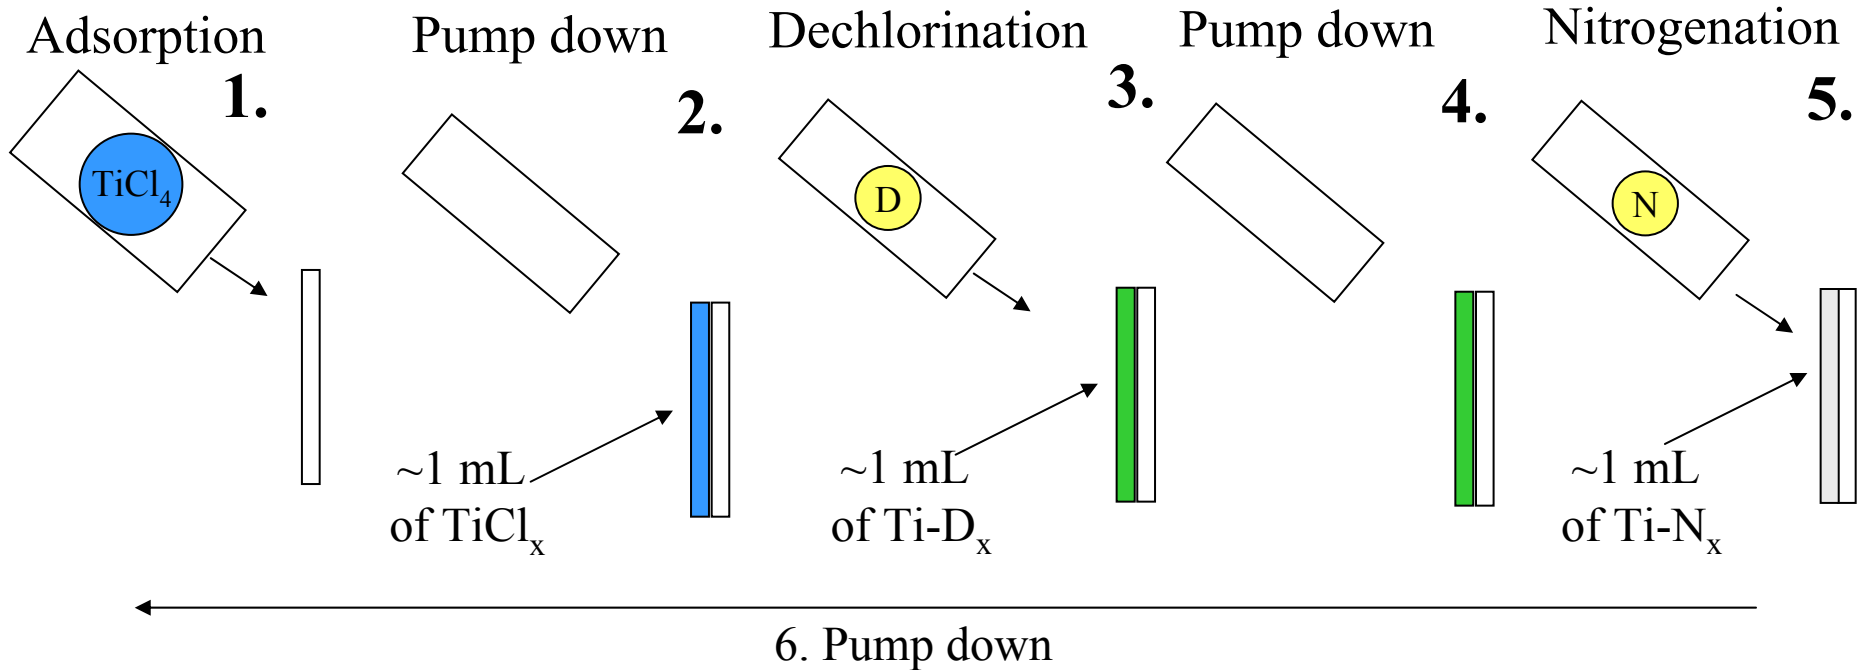 Adsorption
1.
Pump down
2.
Dechlorination
3.
Pump down
4.
Nitrogenation
5.
TiCl₄
D
N
~1 mL
of TiClₓ
~1 mL
of Ti-Dₓ
~1 mL
of Ti-Nₓ
6. Pump down